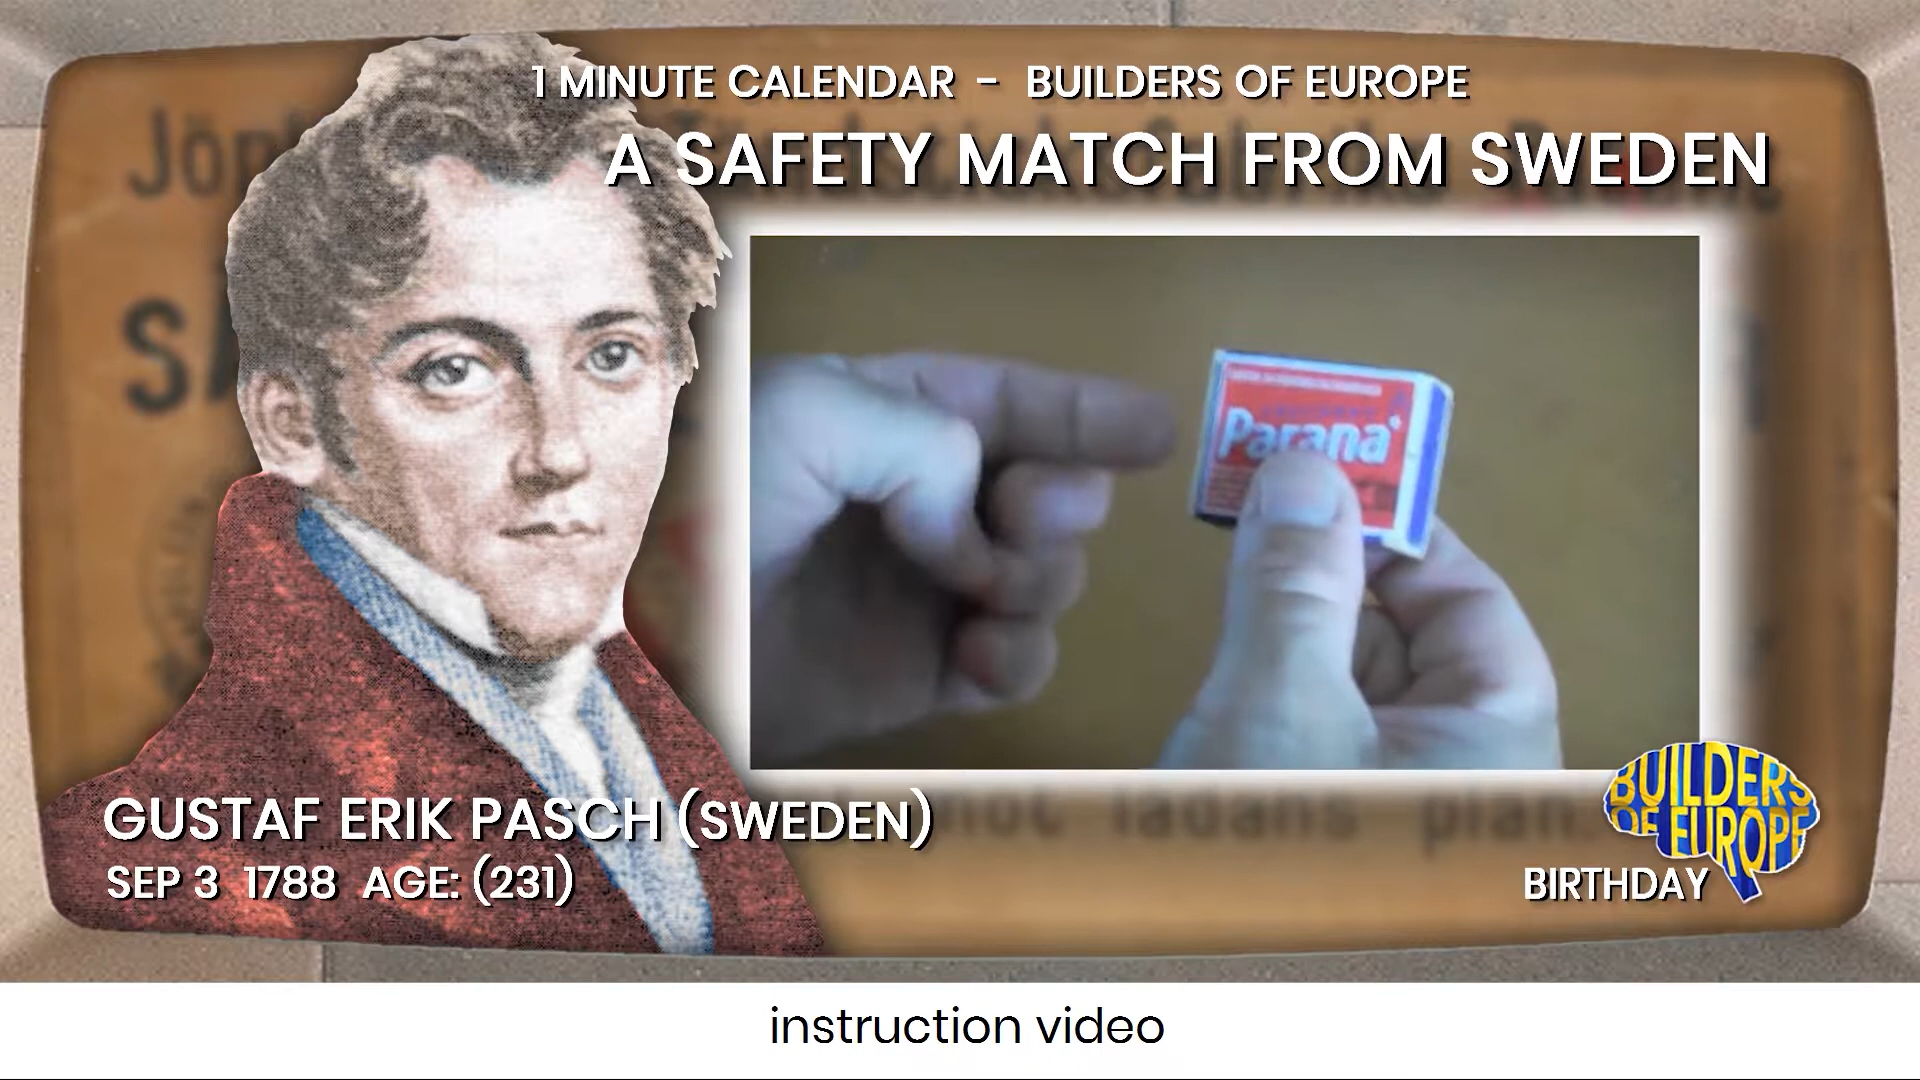 1 MINUTE CALENDAR - BUILDERS OF EUROPE
A SAFETY MATCH FROM SWEDEN
Parana
GUSTAF ERIK PASCH (SWEDEN)
SEP 3 1788 AGE: (231)
BUILDERS
OF EUROPE
BIRTHDAY
instruction video